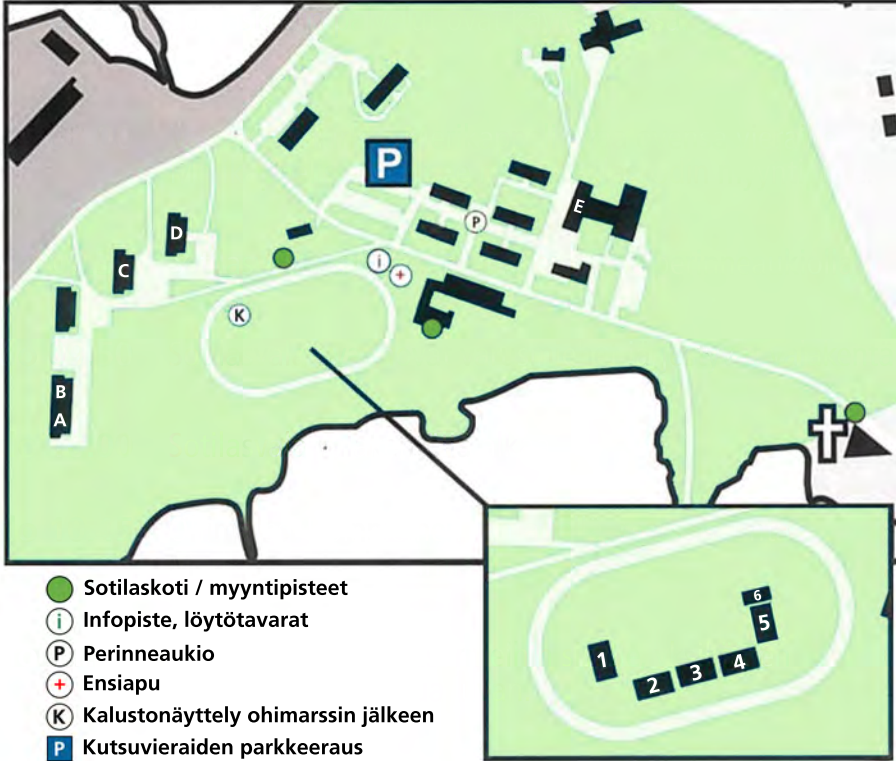 P
E
P
D
i
+
C
K
B
A
6
5
1
4
3
2
Sotilaskoti / myyntipisteet
i Infopiste, löytötavarat
P Perinneaukio
+ Ensiapu
K Kalustonäyttely ohimarssin jälkeen
P Kutsuvieraiden parkkeeraus